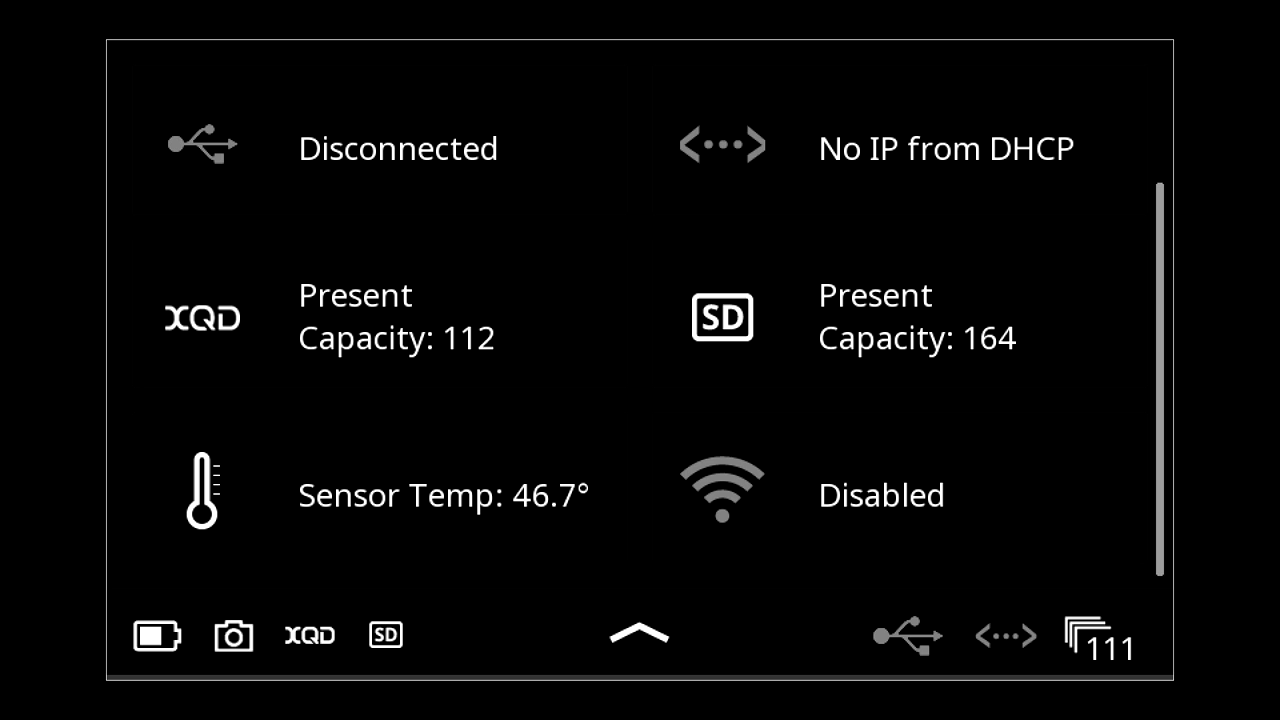 Disconnected
No IP from DHCP
XQD
Present
Capacity: 112
SD
Present
Capacity: 164
Sensor Temp: 46.7°
Disabled
XQD
SD
111